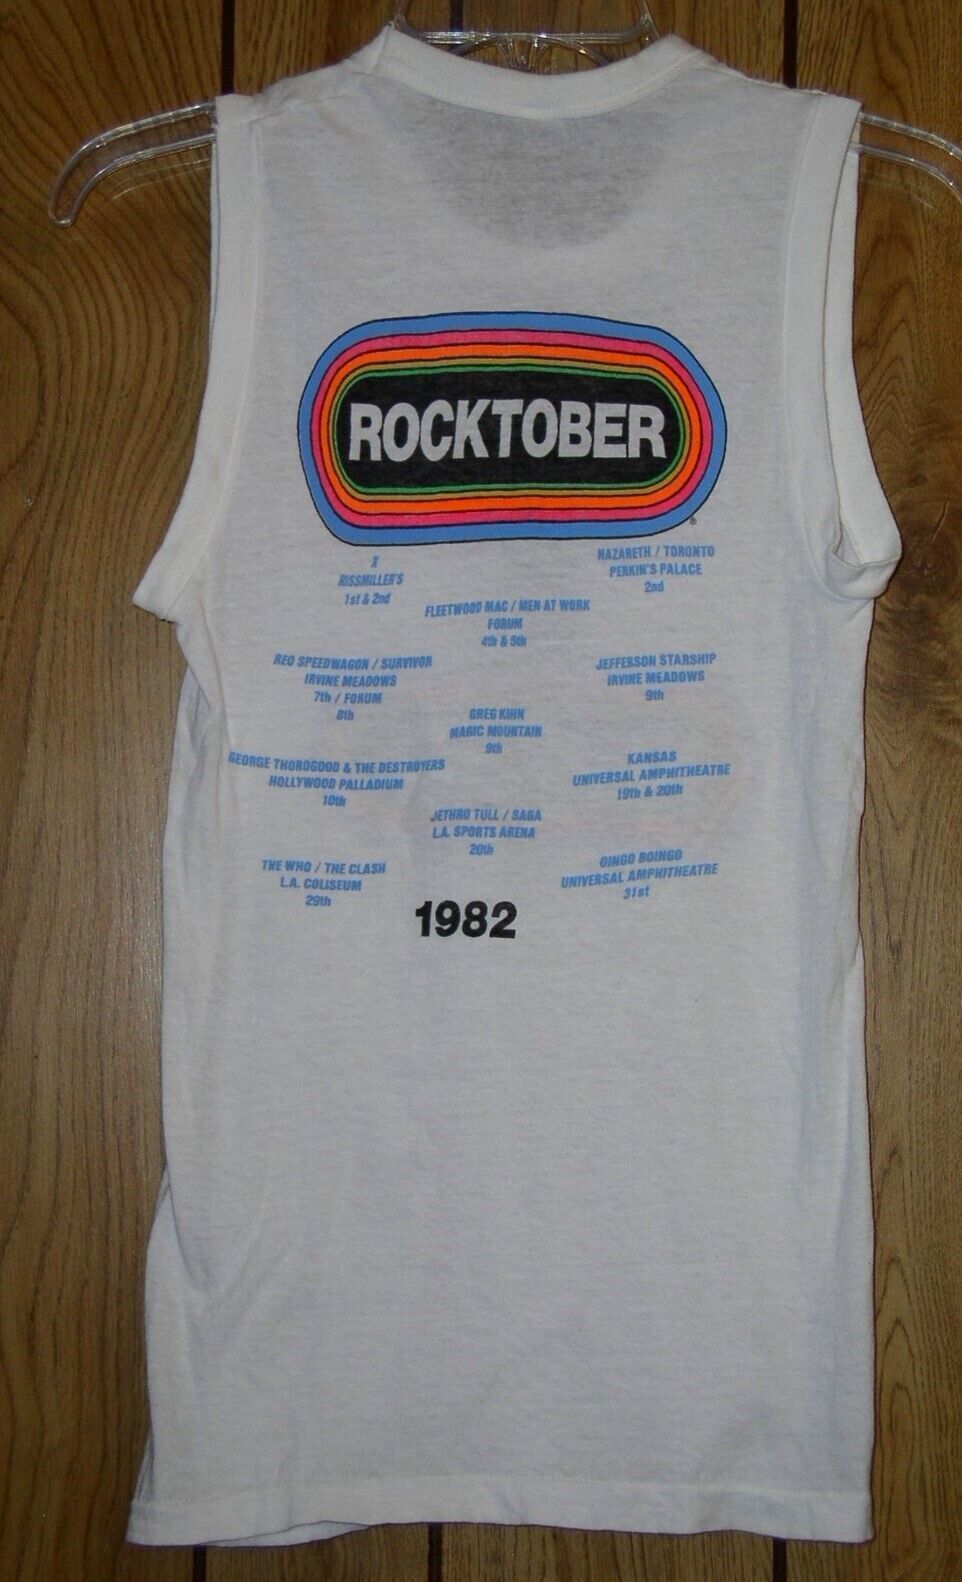 ROCKTOBER
®
X
RISSMILLER'S
1st & 2nd
NAZARETH / TORONTO
PERKIN'S PALACE
2nd
FLEETWOOD MAC / MEN AT WORK
FORUM
4th & 5th
REO SPEEDWAGON / SURVIVOR
IRVINE MEADOWS
7th / FORUM
8th
JEFFERSON STARSHIP
IRVINE MEADOWS
9th
GREG KIHN
MAGIC MOUNTAIN
9th
GEORGE THOROGOOD & THE DESTROYERS
HOLLYWOOD PALLADIUM
10th
KANSAS
UNIVERSAL AMPHITHEATRE
19th & 20th
JETHRO TULL / SAGA
L.A. SPORTS ARENA
20th
THE WHO / THE CLASH
L.A. COLISEUM
29th
OINGO BOINGO
UNIVERSAL AMPHITHEATRE
31st
1982